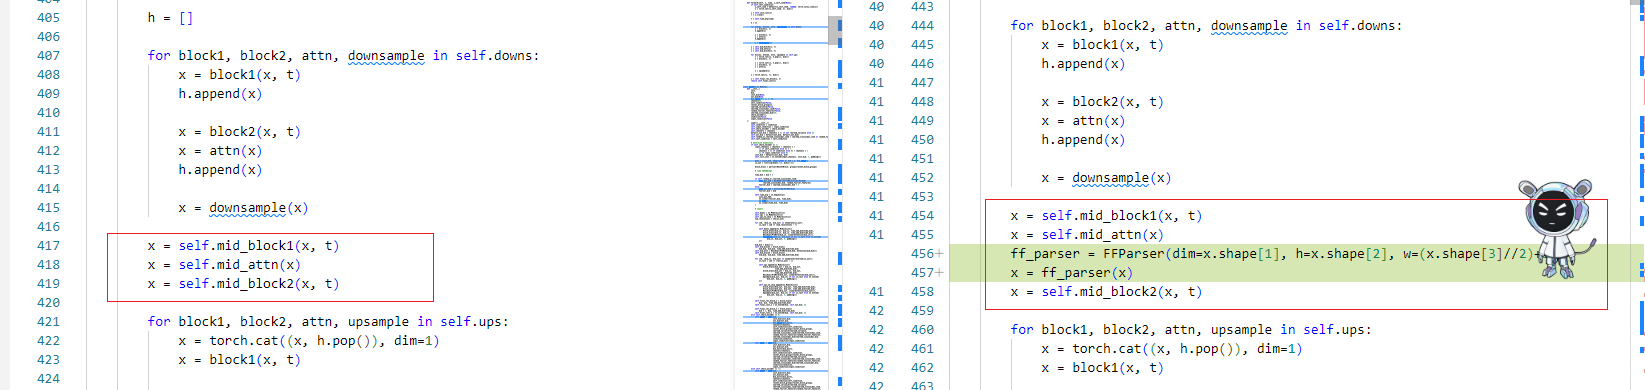 404
405 h = []
406
407 for block1, block2, attn, downsample in self.downs:
408 x = block1(x, t)
409 h.append(x)
410
411 x = block2(x, t)
412 x = attn(x)
413 h.append(x)
414
415 x = downsample(x)
416
417 x = self.mid_block1(x, t)
418 x = self.mid_attn(x)
419 x = self.mid_block2(x, t)
420
421 for block1, block2, attn, upsample in self.ups:
422 x = torch.cat((x, h.pop()), dim=1)
423 x = block1(x, t)
424
40 443
40 444 for block1, block2, attn, downsample in self.downs:
40 445 x = block1(x, t)
40 446 h.append(x)
41 447
41 448 x = block2(x, t)
41 449 x = attn(x)
41 450 h.append(x)
41 451
41 452 x = downsample(x)
41 453
41 454 x = self.mid_block1(x, t)
41 455 x = self.mid_attn(x)
456+ ff_parser = FFParser(dim=x.shape[1], h=x.shape[2], w=(x.shape[3]//2)+
457+ x = ff_parser(x)
41 458 x = self.mid_block2(x, t)
42 459
42 460 for block1, block2, attn, upsample in self.ups:
42 461 x = torch.cat((x, h.pop()), dim=1)
42 462 x = block1(x, t)
42 463